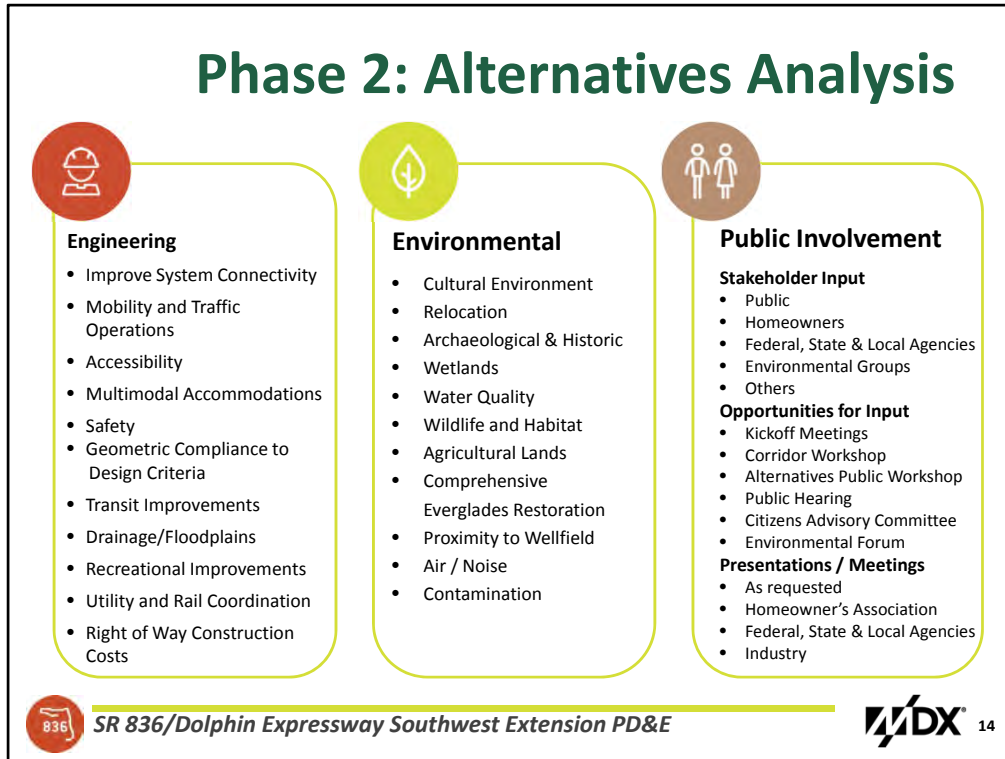 Phase 2: Alternatives Analysis
Engineering
• Improve System Connectivity
• Mobility and Traffic
Operations
• Accessibility
• Multimodal Accommodations
• Safety
• Geometric Compliance to
Design Criteria
• Transit Improvements
• Drainage/Floodplains
• Recreational Improvements
• Utility and Rail Coordination
• Right of Way Construction
Costs
Environmental
• Cultural Environment
• Relocation
• Archaeological & Historic
• Wetlands
• Water Quality
• Wildlife and Habitat
• Agricultural Lands
• Comprehensive
Everglades Restoration
• Proximity to Wellfield
• Air / Noise
• Contamination
Public Involvement
Stakeholder Input
• Public
• Homeowners
• Federal, State & Local Agencies
• Environmental Groups
• Others
Opportunities for Input
• Kickoff Meetings
• Corridor Workshop
• Alternatives Public Workshop
• Public Hearing
• Citizens Advisory Committee
• Environmental Forum
Presentations / Meetings
• As requested
• Homeowner's Association
• Federal, State & Local Agencies
• Industry
836
SR 836/Dolphin Expressway Southwest Extension PD&E
MDX
14